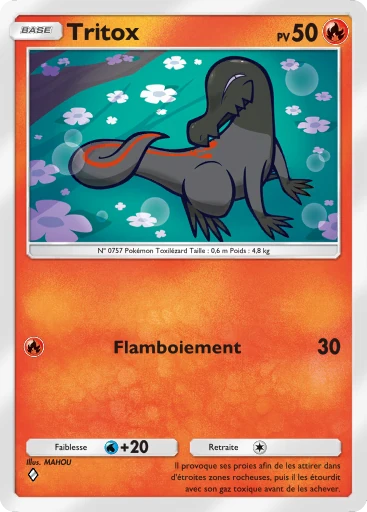 BASE Tritox PV 50
N° 0757 Pokémon Toxilézard Taille : 0,6 m Poids : 4,8 kg
Flamboiement 30
Faiblesse +20 Retraite
Illus. MAHOU
Il provoque ses proies afin de les attirer dans
d'étroites zones rocheuses, puis il les étourdit
avec son gaz toxique avant de les achever.